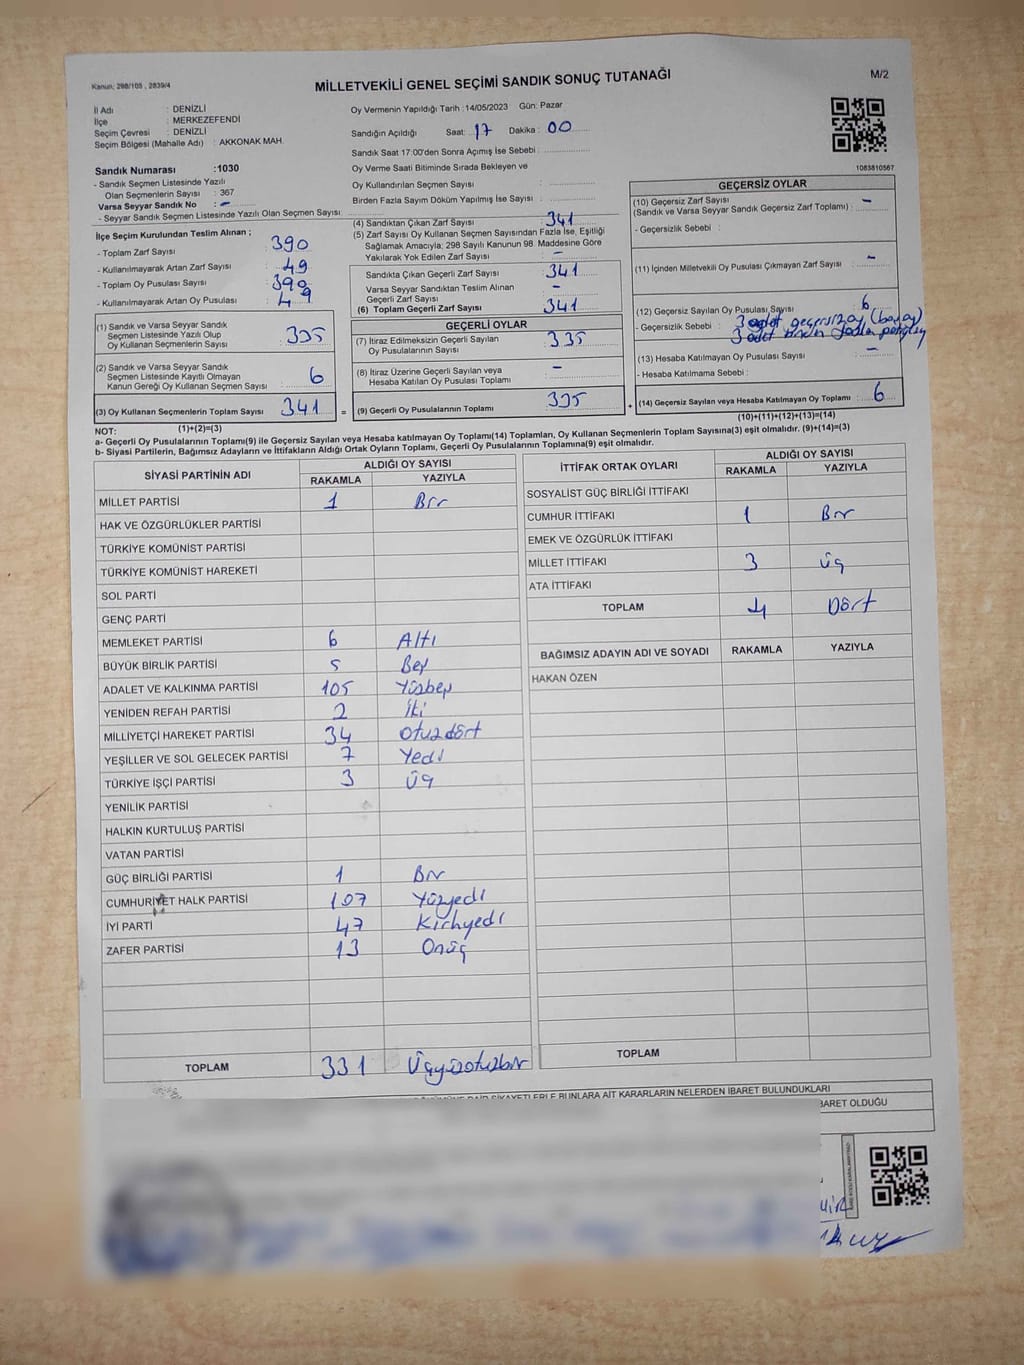 Kanun; 298/105 , 2839/4
MİLLETVEKİLİ GENEL SEÇİMİ SANDIK SONUÇ TUTANAĞI
M/2
İl Adı : DENİZLİ
İlçe : MERKEZEFENDİ
Seçim Çevresi : DENİZLİ
Seçim Bölgesi (Mahalle Adı) : AKKONAK MAH.
Sandık Numarası :1030
- Sandık Seçmen Listesinde Yazılı
Olan Seçmenlerin Sayısı : 367
Varsa Seyyar Sandık No : -
- Seyyar Sandık Seçmen Listesinde Yazılı Olan Seçmen Sayısı:
Oy Vermenin Yapıldığı Tarih :14/05/2023 Gün: Pazar
Sandığın Açıldığı Saat: 17 Dakika : 00
Sandık Saat 17:00'den Sonra Açımış İse Sebebi :
Oy Verme Saati Bitiminde Sırada Bekleyen ve
Oy Kullandırılan Seçmen Sayısı :
Birden Fazla Sayım Döküm Yapılmış İse Sayısı :
1083810567
İlçe Seçim Kurulundan Teslim Alınan ;
- Toplam Zarf Sayısı : 390
- Kullanılmayarak Artan Zarf Sayısı : 49
- Toplam Oy Pusulası Sayısı : 390
- Kullanılmayarak Artan Oy Pusulası : 49
(1) Sandık ve Varsa Seyyar Sandık
Seçmen Listesinde Yazılı Olup
Oy Kullanan Seçmenlerin Sayısı : 335
(2) Sandık ve Varsa Seyyar Sandık
Seçmen Listesinde Kayıtlı Olmayan
Kanun Gereği Oy Kullanan Seçmen Sayısı : 6
(3) Oy Kullanan Seçmenlerin Toplam Sayısı : 341
(4) Sandıktan Çıkan Zarf Sayısı : 341
(5) Zarf Sayısı Oy Kullanan Seçmen Sayısından Fazla İse, Eşitliği
Sağlamak Amacıyla; 298 Sayılı Kanunun 98. Maddesine Göre
Yakılarak Yok Edilen Zarf Sayısı : -
Sandıkta Çıkan Geçerli Zarf Sayısı : 341
Varsa Seyyar Sandıktan Teslim Alınan
Geçerli Zarf Sayısı : -
(6) Toplam Geçerli Zarf Sayısı : 341
GEÇERLİ OYLAR
(7) İtiraz Edilmeksizin Geçerli Sayılan
Oy Pusulalarının Sayısı : 335
(8) İtiraz Üzerine Geçerli Sayılan veya
Hesaba Katılan Oy Pusulası Toplamı : -
= (9) Geçerli Oy Pusulalarının Toplamı : 335
GEÇERSİZ OYLAR
(10) Geçersiz Zarf Sayısı
(Sandık ve Varsa Seyyar Sandık Geçersiz Zarf Toplamı) : -
- Geçersizlik Sebebi :
(11) İçinden Milletvekili Oy Pusulası Çıkmayan Zarf Sayısı : -
(12) Geçersiz Sayılan Oy Pusulası Sayısı : 6
- Geçersizlik Sebebi : 3 adet geçersiz oy
3 adet
(13) Hesaba Katılmayan Oy Pusulası Sayısı : -
- Hesaba Katılmama Sebebi :
+ (14) Geçersiz Sayılan veya Hesaba Katılmayan Oy Toplamı : 6
(10)+(11)+(12)+(13)=(14)
NOT: (1)+(2)=(3)
a- Geçerli Oy Pusulalarının Toplamı(9) ile Geçersiz Sayılan veya Hesaba katılmayan Oy Toplamı(14) Toplamları, Oy Kullanan Seçmenlerin Toplam Sayısına(3) eşit olmalıdır. (9)+(14)=(3)
b- Siyasi Partilerin, Bağımsız Adayların ve İttifakların Aldığı Ortak Oyların Toplamı, Geçerli Oy Pusulalarının Toplamına(9) eşit olmalıdır.
SİYASİ PARTİNİN ADI ALDIĞI OY SAYISI
RAKAMLA YAZIYLA
MİLLET PARTİSİ 1 Bir
HAK VE ÖZGÜRLÜKLER PARTİSİ
TÜRKİYE KOMÜNİST PARTİSİ
TÜRKİYE KOMÜNİST HAREKETİ
SOL PARTİ
GENÇ PARTİ
MEMLEKET PARTİSİ 6 Altı
BÜYÜK BİRLİK PARTİSİ 5 Beş
ADALET VE KALKINMA PARTİSİ 105 Yüzbeş
YENİDEN REFAH PARTİSİ 2 İki
MİLLİYETÇİ HAREKET PARTİSİ 34 Otuzdört
YEŞİLLER VE SOL GELECEK PARTİSİ 7 Yedi
TÜRKİYE İŞÇİ PARTİSİ 3 Üç
YENİLİK PARTİSİ
HALKIN KURTULUŞ PARTİSİ
VATAN PARTİSİ
GÜÇ BİRLİĞİ PARTİSİ 1 Bir
CUMHURİYET HALK PARTİSİ 107 Yüzyedi
İYİ PARTİ 47 Kırkyedi
ZAFER PARTİSİ 13 Onüç
TOPLAM 331 Üçyüzotuzbir
İTTİFAK ORTAK OYLARI ALDIĞI OY SAYISI
RAKAMLA YAZIYLA
SOSYALİST GÜÇ BİRLİĞİ İTTİFAKI
CUMHUR İTTİFAKI 1 Bir
EMEK VE ÖZGÜRLÜK İTTİFAKI
MİLLET İTTİFAKI 3 Üç
ATA İTTİFAKI
TOPLAM 4 Dört
BAĞIMSIZ ADAYIN ADI VE SOYADI RAKAMLA YAZIYLA
HAKAN ÖZEN
TOPLAM
ŞİKAYETLERLE BUNLARA AİT KARARLARIN NELERDEN İBARET BULUNDUKLARI
BARET OLDUĞU